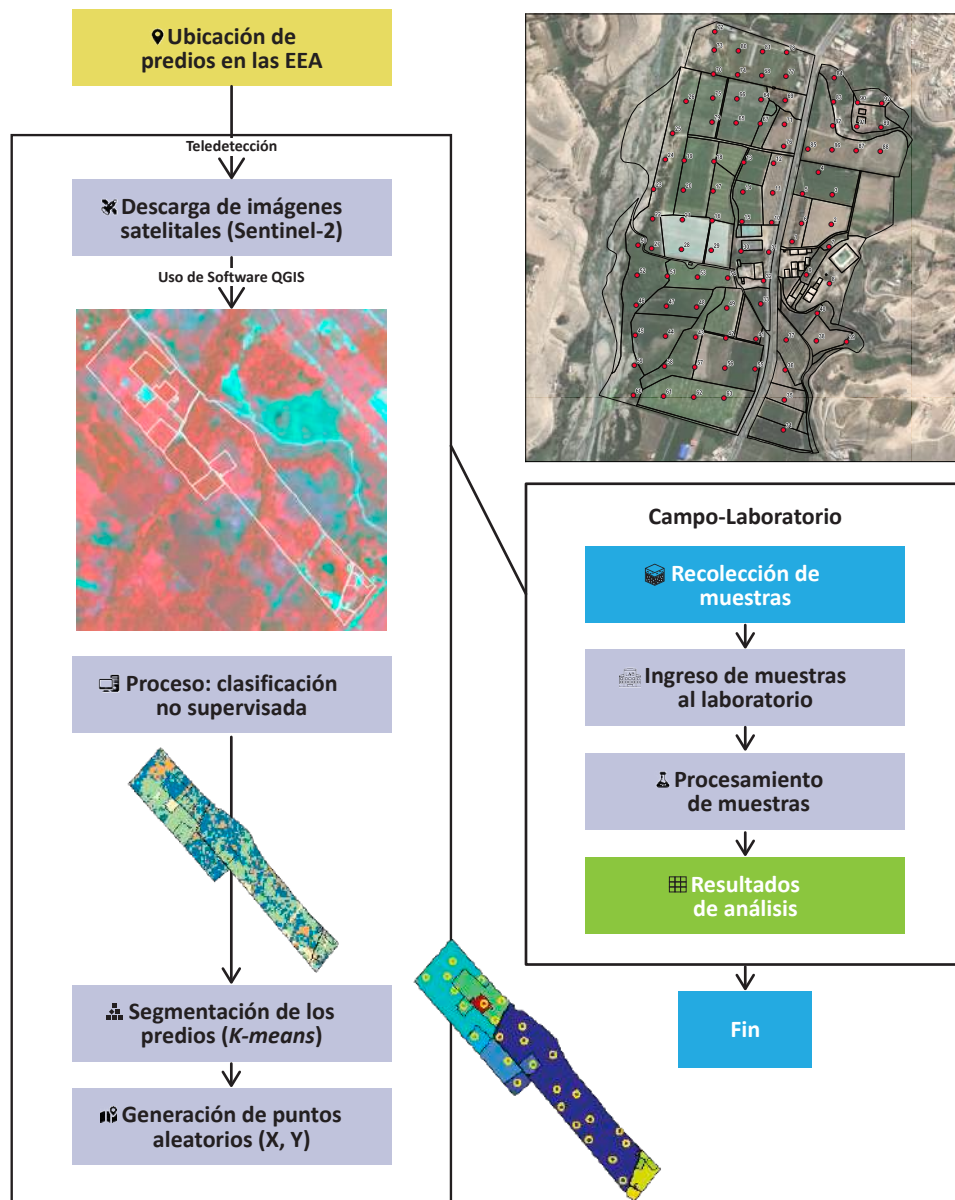 Ubicación de
predios en las EEA
Teledetección
Descarga de imágenes
satelitales (Sentinel-2)
Uso de Software QGIS
Proceso: clasificación
no supervisada
Segmentación de los
predios (K-means)
Generación de puntos
aleatorios (X, Y)
Campo-Laboratorio
Recolección de
muestras
Ingreso de muestras
al laboratorio
Procesamiento
de muestras
Resultados
de análisis
Fin